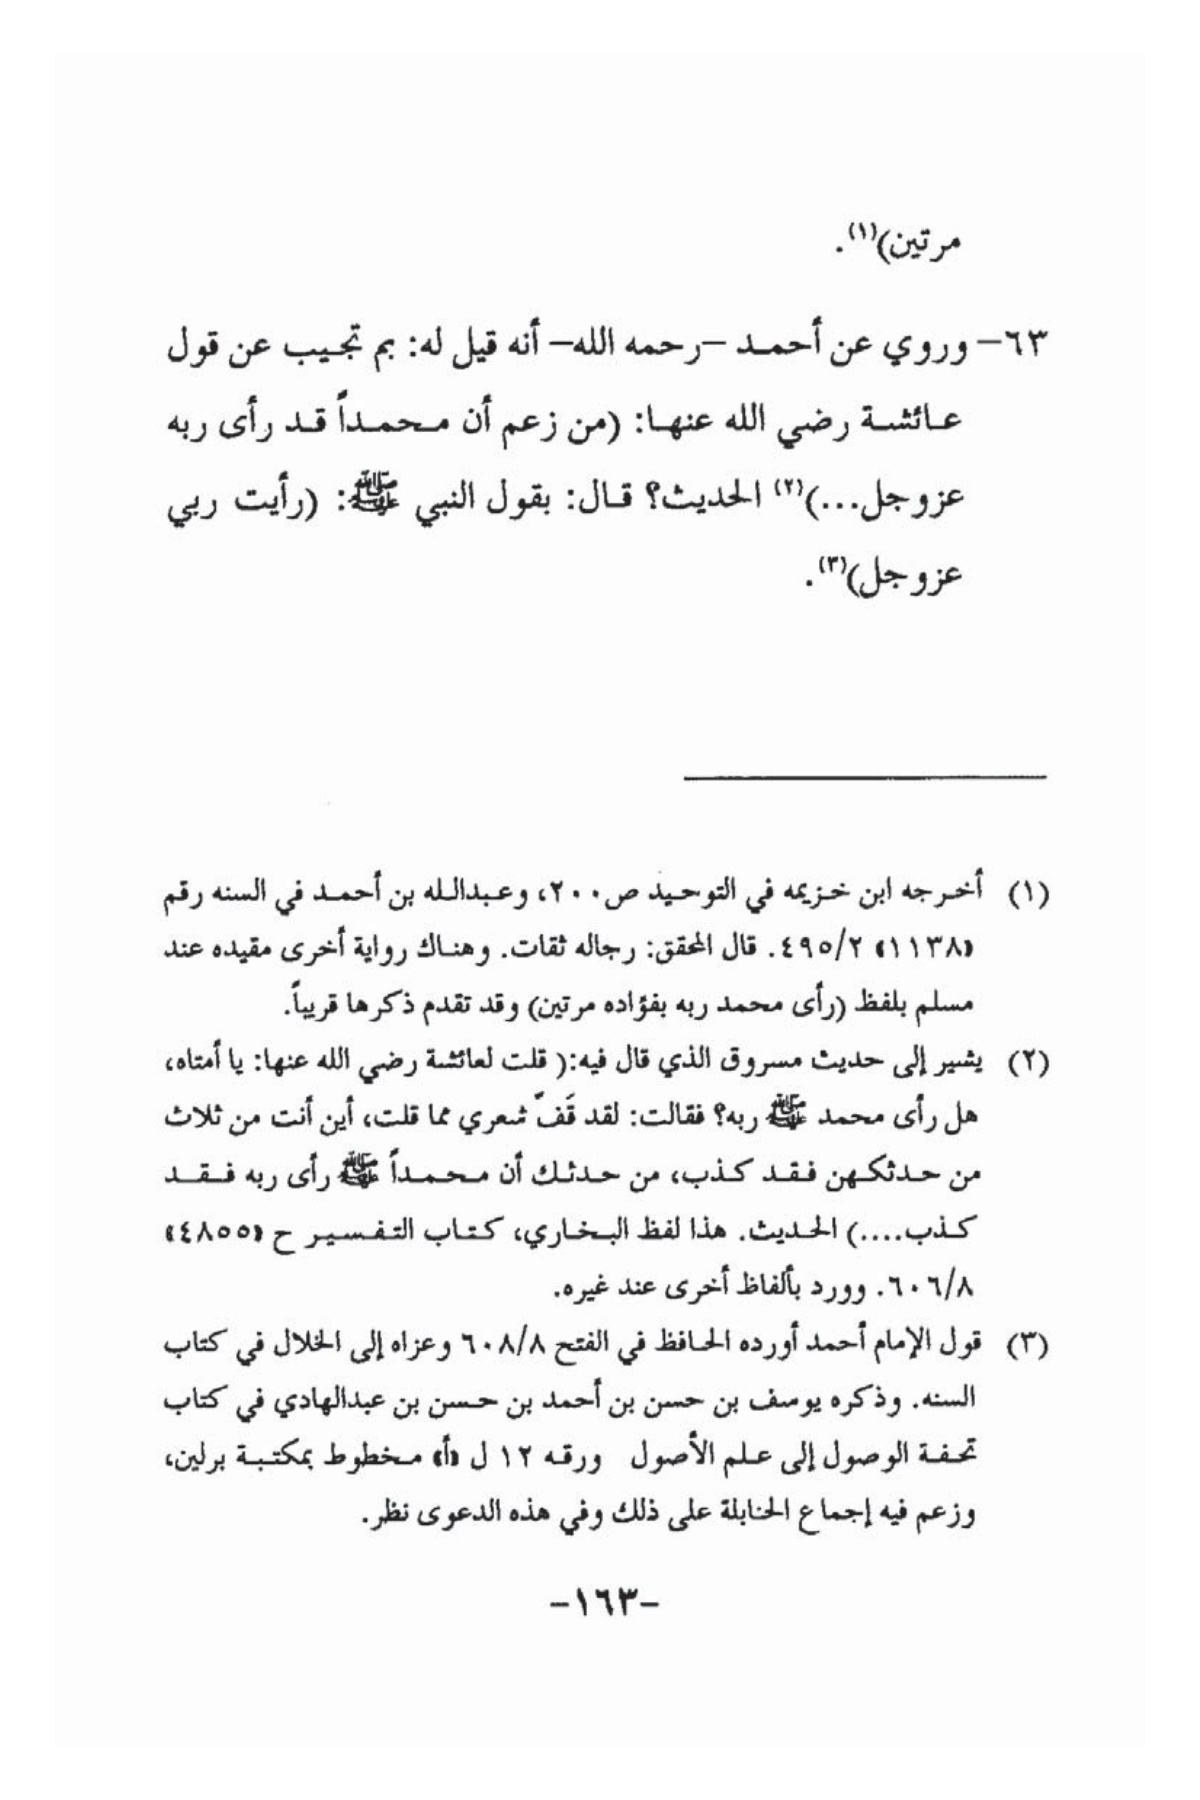 مرتين)(١).
٦٣- وروي عن أحمد -رحمه الله- أنه قيل له: بم تجيب عن قول
عائشة رضي الله عنها: (من زعم أن محمداً قد رأى ربه
عزوجل...)(٢) الحديث؟ قال: بقول النبي ﷺ: (رأيت ربي
عزوجل)(٣).
(١) أخرجه ابن خزيمه في التوحيد ص٢٠٠، وعبدالله بن أحمد في السنه رقم
«١١٣٨» ٤٩٥/٢. قال المحقق: رجاله ثقات. وهناك رواية أخرى مقيده عند
مسلم بلفظ (رأى محمد ربه بفؤاده مرتين) وقد تقدم ذكرها قريباً.
(٢) يشير إلى حديث مسروق الذي قال فيه:( قلت لعائشة رضي الله عنها: يا أمتاه،
هل رأى محمد ﷺ ربه؟ فقالت: لقد قَفّ شعري مما قلت، أين أنت من ثلاث
من حدثكهن فقد كذب، من حدثك أن محمداً ﷺ رأى ربه فقد
كذب....) الحديث. هذا لفظ البخاري، كتاب التفسير ح «٤٨٥٥»
٦٠٦/٨. وورد بألفاظ أخرى عند غيره.
(٣) قول الإمام أحمد أورده الحافظ في الفتح ٦٠٨/٨ وعزاه إلى الخلال في كتاب
السنه. وذكره يوسف بن حسن بن أحمد بن حسن بن عبدالهادي في كتاب
تحفة الوصول إلى علم الأصول ورقه ١٢ ل «أ» مخطوط بمكتبة برلين،
وزعم فيه إجماع الحنابلة على ذلك وفي هذه الدعوى نظر.
-١٦٣-